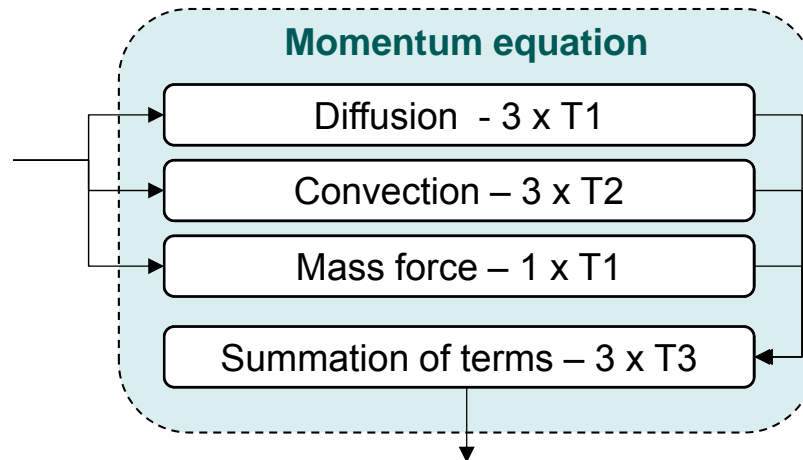 Momentum equation
Diffusion - 3 x T1
Convection – 3 x T2
Mass force – 1 x T1
Summation of terms – 3 x T3